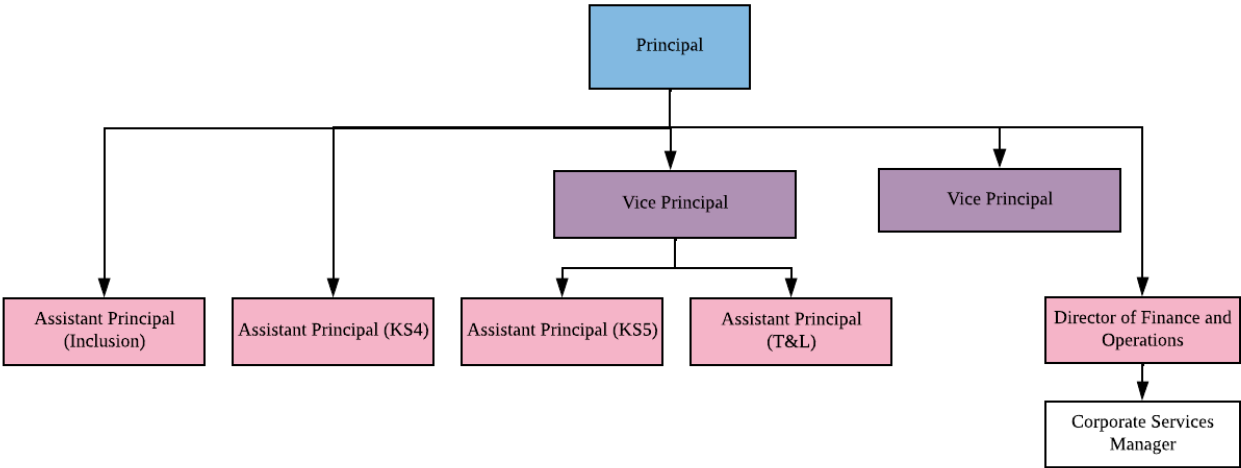 Principal
Vice Principal
Vice Principal
Assistant Principal
(Inclusion)
Assistant Principal (KS4)
Assistant Principal (KS5)
Assistant Principal
(T&L)
Director of Finance and
Operations
Corporate Services
Manager